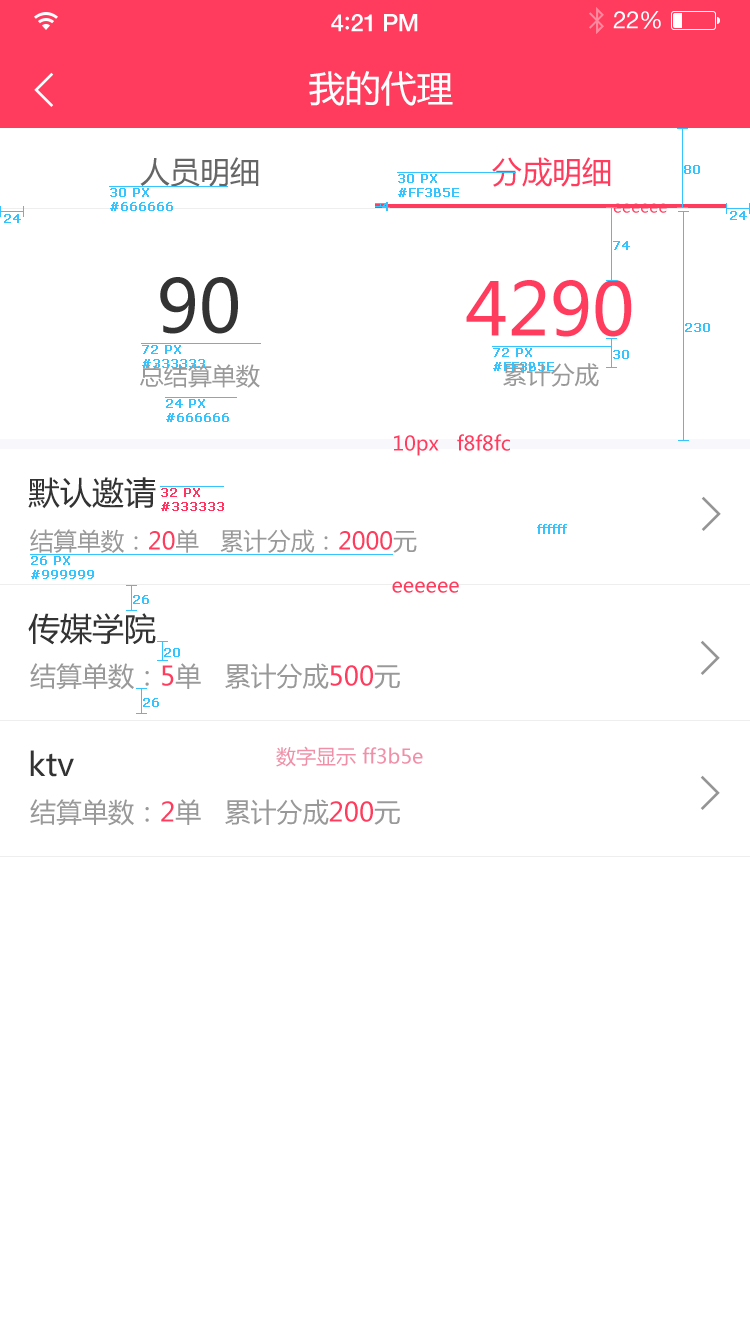 4:21 PM 22%
我的代理
人员明细 分成明细
30 PX
#666666
30 PX
#FF3B5E
80
24
eeeeee
24
74
90 4290
230
72 PX
#333333
72 PX
#FF3B5E
30
总结算单数 累计分成
24 PX
#666666
10px f8f8fc
默认邀请
32 PX
#333333
结算单数：20单 累计分成：2000元
ffffff
26 PX
#999999
eeeeee
26
传媒学院
20
结算单数：5单 累计分成500元
26
ktv
数字显示 ff3b5e
结算单数：2单 累计分成200元